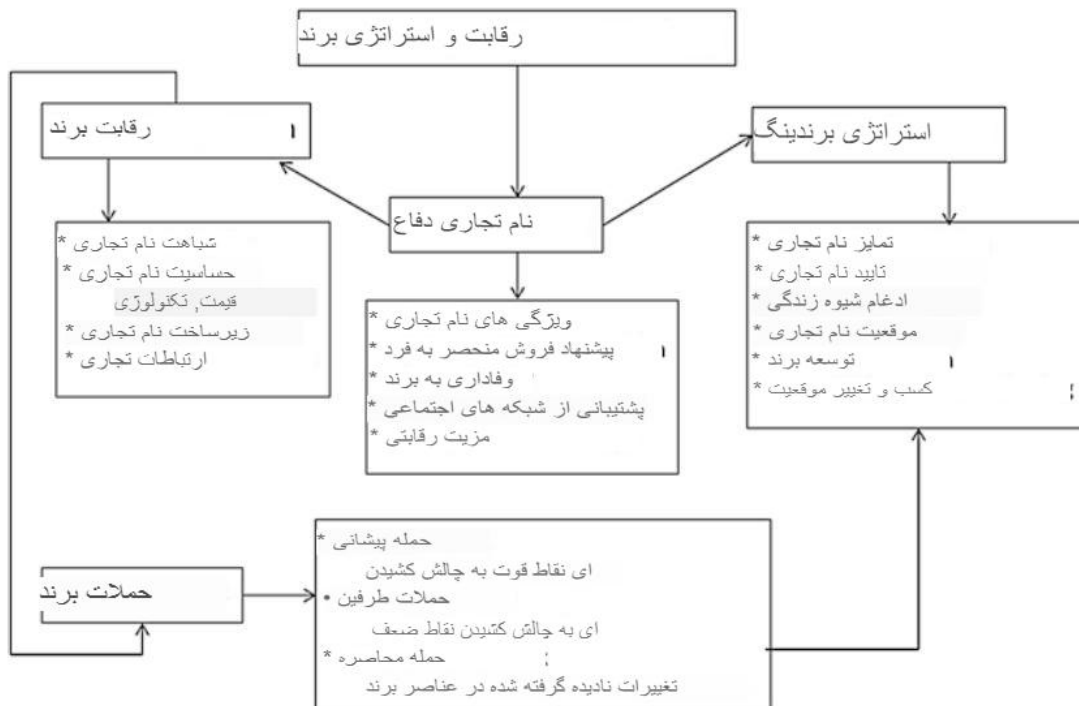 رقابت و استراتژی برند
رقابت برند ۱
استراتژی برندینگ
نام تجاری دفاع
* شباهت نام تجاری
* حساسیت نام تجاری
قیمت, تکنولوژی
* زیرساخت نام تجاری
* ارتباطات تجاری
* ویژگی های نام تجاری
* پیشنهاد فروش منحصر به فرد ۱
* وفاداری به برند
* پشتیبانی از شبکه های اجتماعی
* مزیت رقابتی
* تمایز نام تجاری
* تایید نام تجاری
* ادغام شیوه زندگی
* موقعیت نام تجاری
* توسعه برند ۱
* کسب و تغییر موقعیت ¦
حملات برند
* حمله پیشانی
ای نقاط قوت به چالش کشیدن
• حملات طرفین
ای به چالش کشیدن نقاط ضعف
* حمله محاصره ¦
تغییرات نادیده گرفته شده در عناصر برند